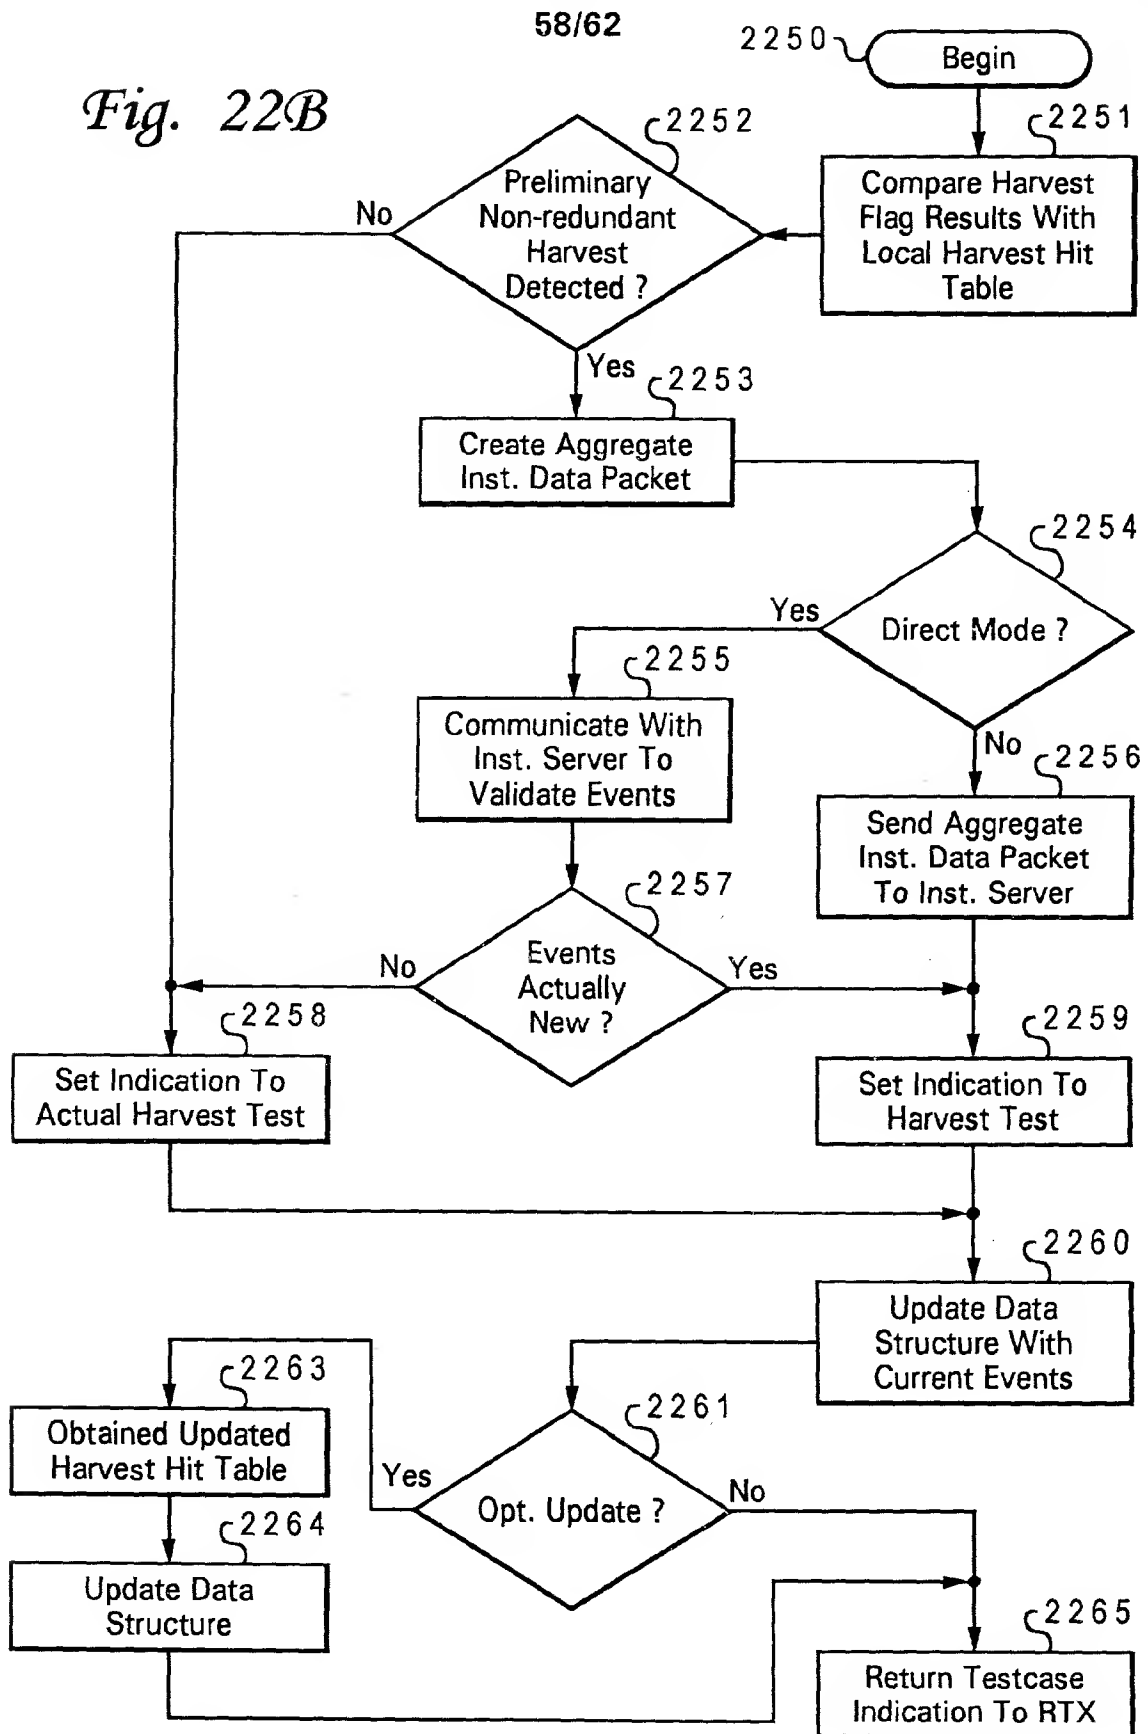 58/62
Fig. 22B
2250
Begin
2251
Compare Harvest
Flag Results With
Local Harvest Hit
Table
2252
Preliminary
Non-redundant
Harvest
Detected ?
No
Yes
2253
Create Aggregate
Inst. Data Packet
2254
Direct Mode ?
Yes
No
2255
Communicate With
Inst. Server To
Validate Events
2256
Send Aggregate
Inst. Data Packet
To Inst. Server
2257
Events
Actually
New ?
No
Yes
2258
Set Indication To
Actual Harvest Test
2259
Set Indication To
Harvest Test
2260
Update Data
Structure With
Current Events
2261
Opt. Update ?
Yes
No
2263
Obtained Updated
Harvest Hit Table
2264
Update Data
Structure
2265
Return Testcase
Indication To RTX